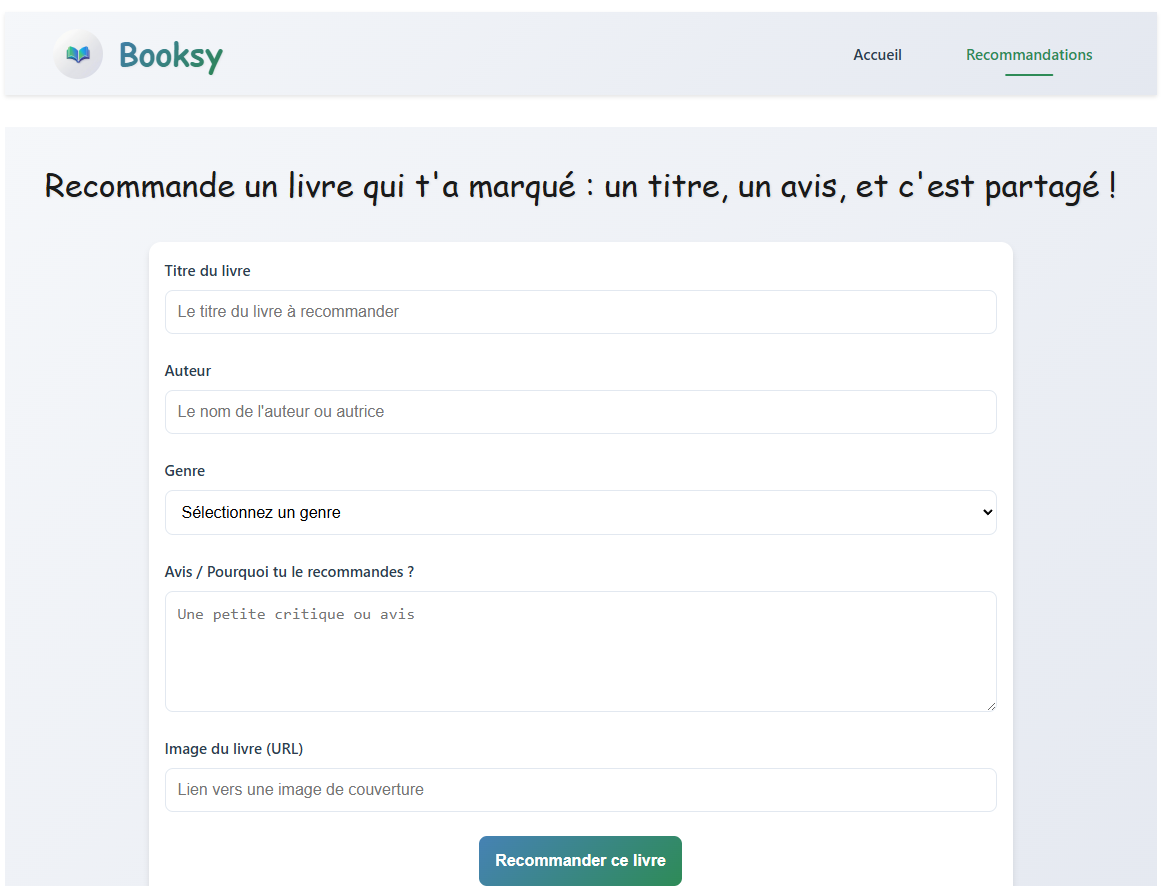 Booksy
Accueil
Recommandations
Recommande un livre qui t'a marqué : un titre, un avis, et c'est partagé !
Titre du livre
Le titre du livre à recommander
Auteur
Le nom de l'auteur ou autrice
Genre
Sélectionnez un genre
Avis / Pourquoi tu le recommandes ?
Une petite critique ou avis
Image du livre (URL)
Lien vers une image de couverture
Recommander ce livre